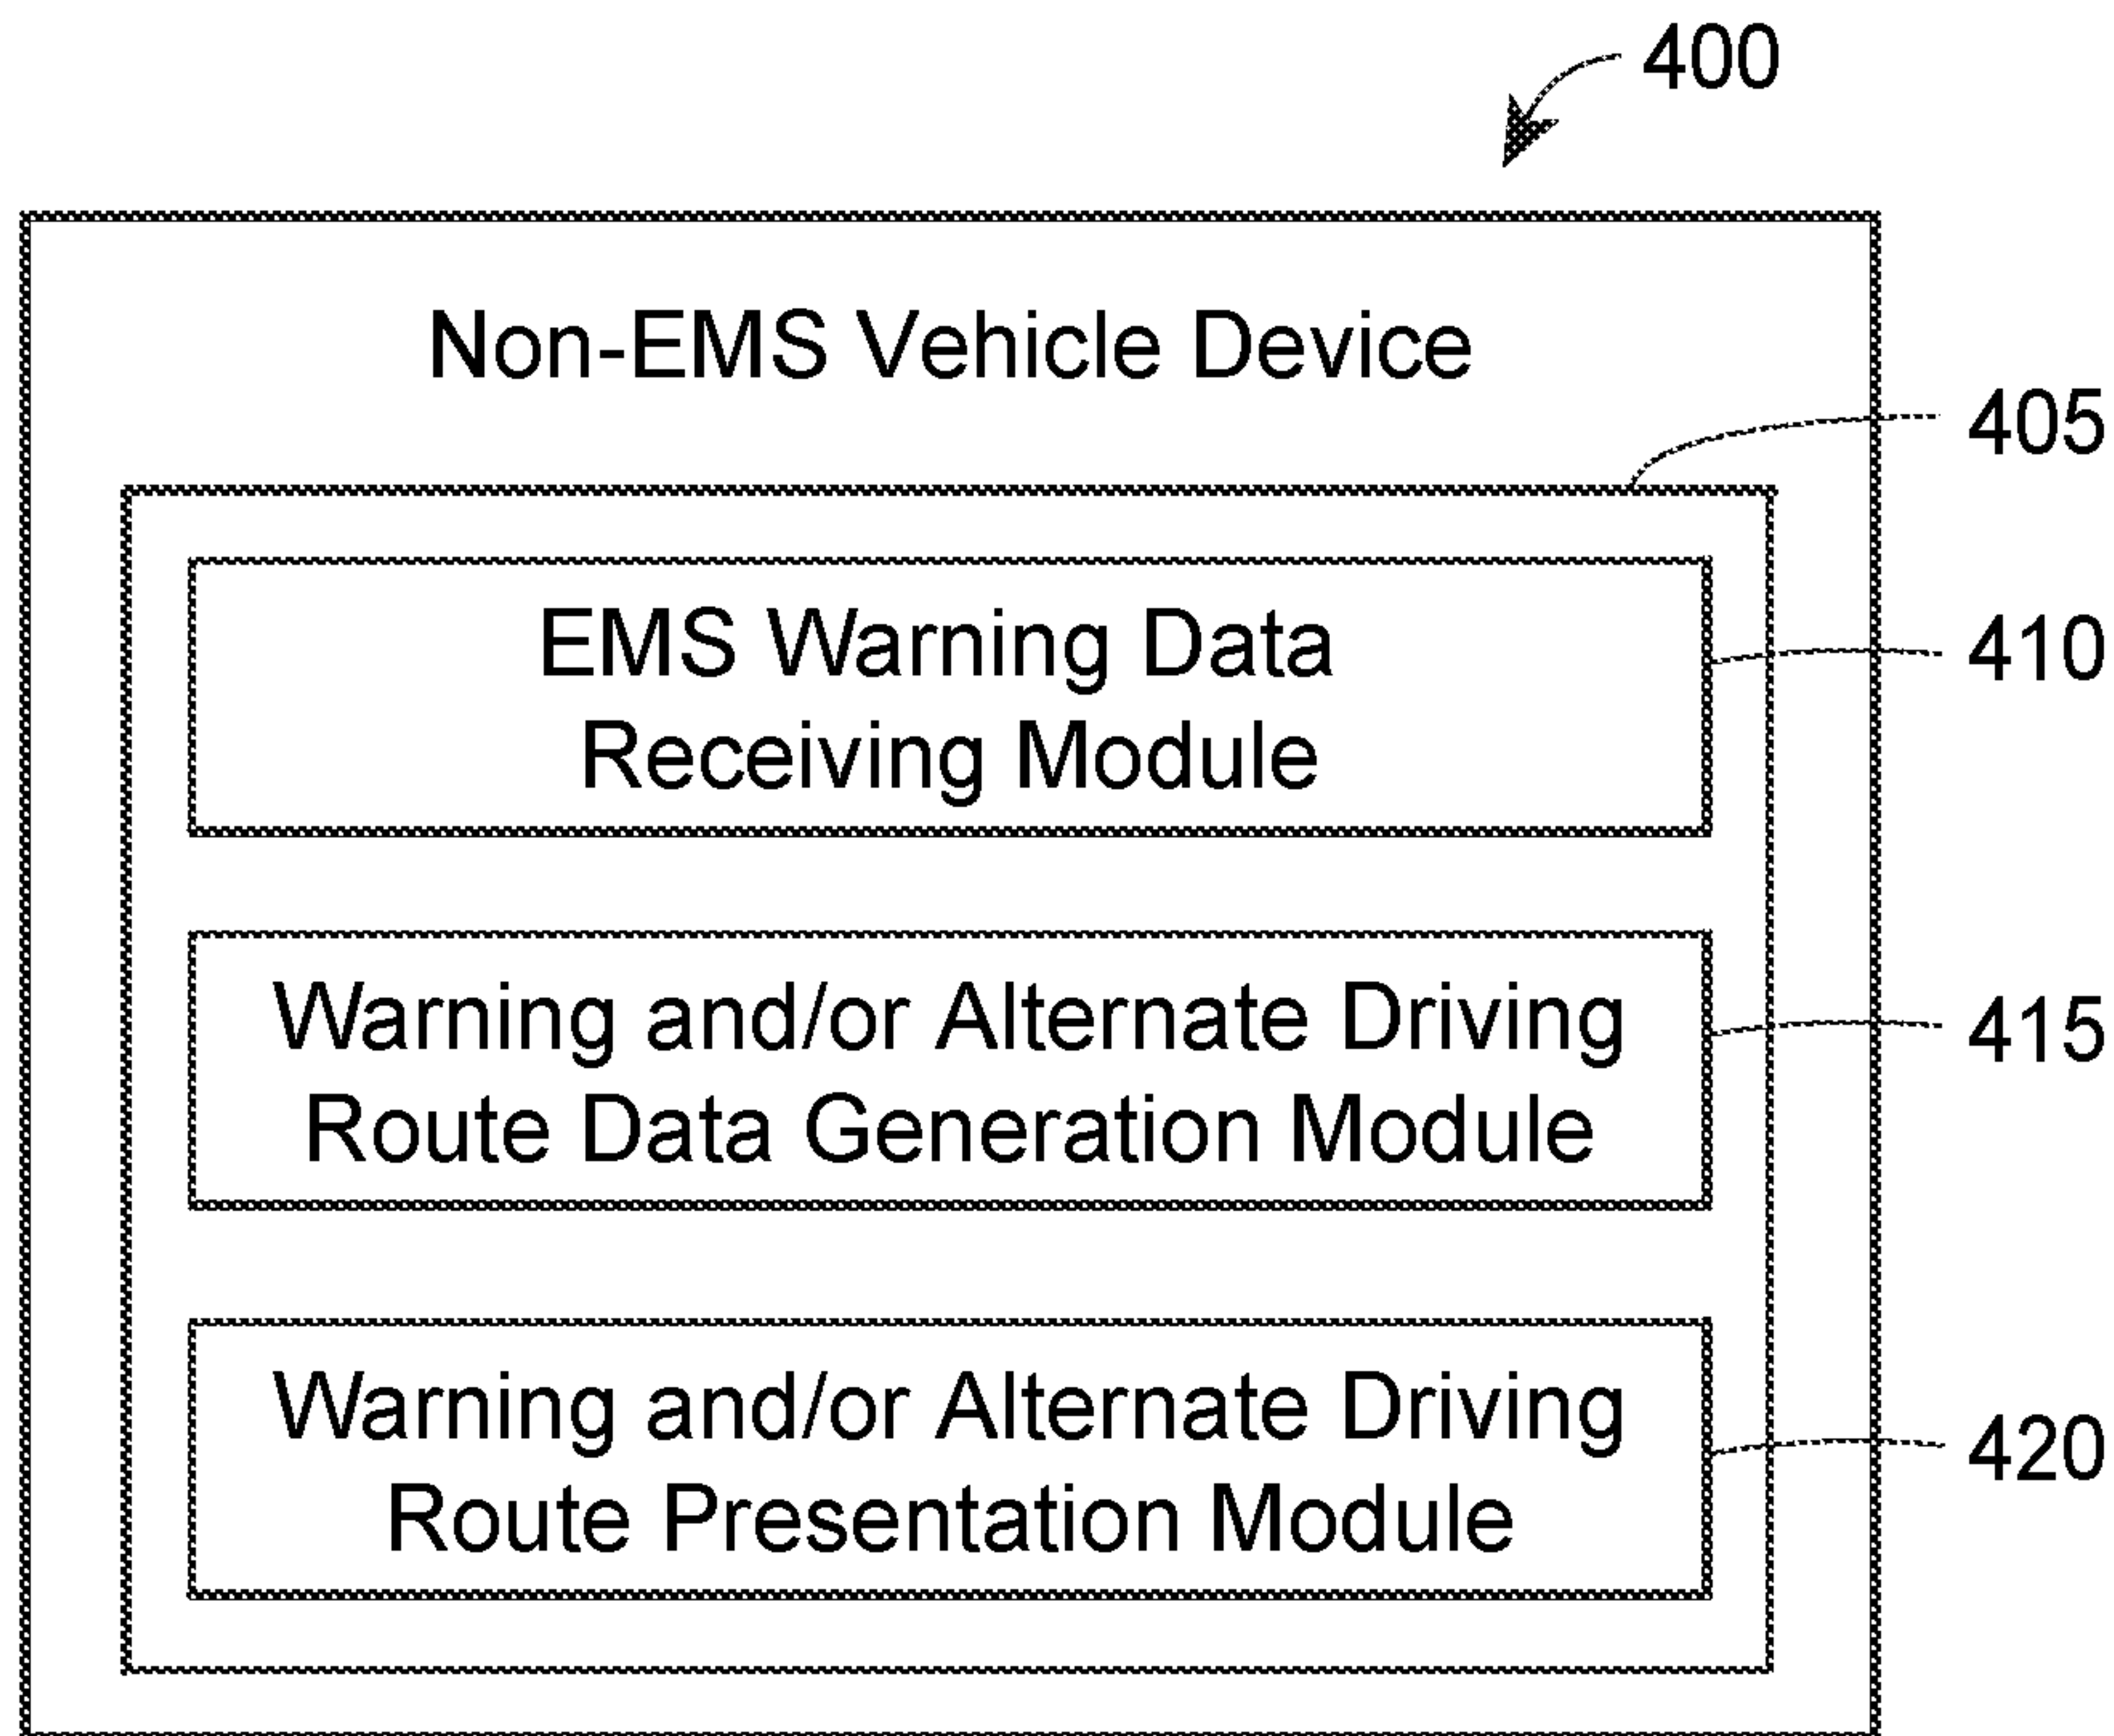 400
Non-EMS Vehicle Device
405
EMS Warning Data
Receiving Module
410
Warning and/or Alternate Driving
Route Data Generation Module
415
Warning and/or Alternate Driving
Route Presentation Module
420